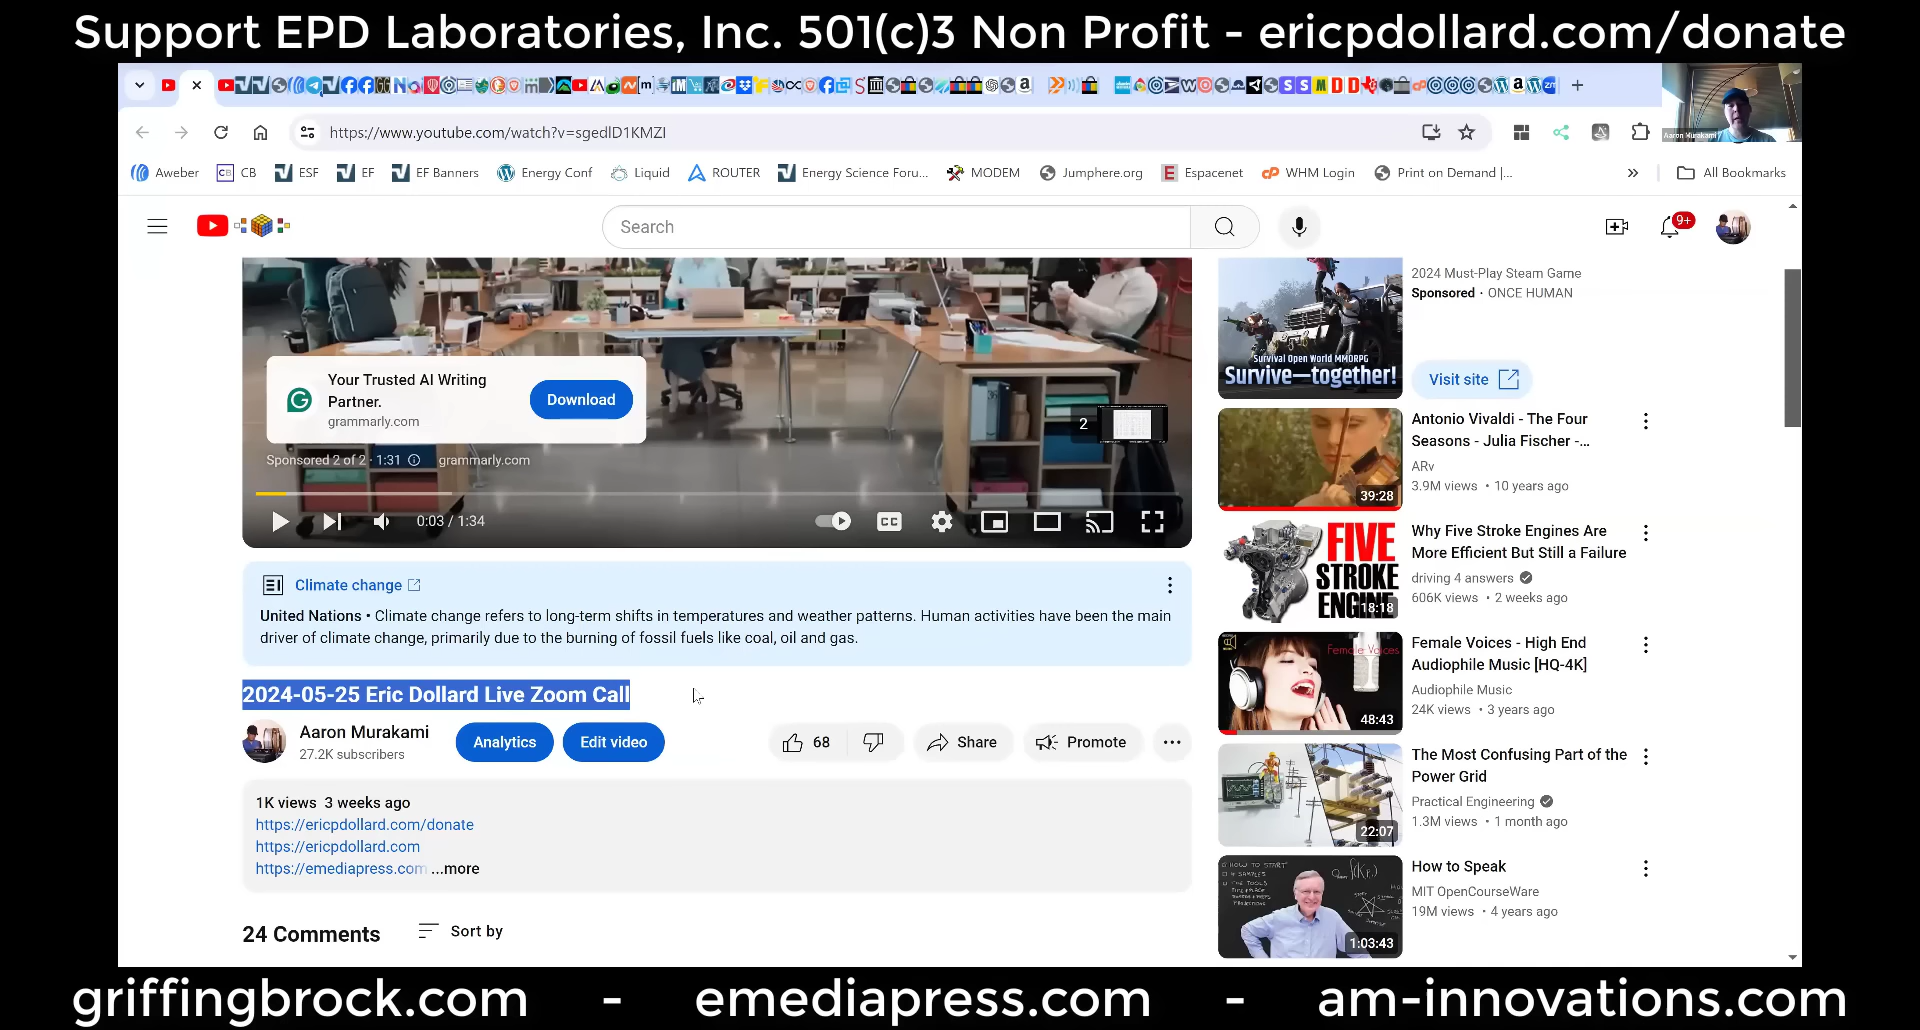 Support EPD Laboratories, Inc. 501(c)3 Non Profit - ericpdollard.com/donate
https://www.youtube.com/watch?v=sgedlD1KMZI
Aaron Murakami
Aweber
CB
ESF
EF
EF Banners
Energy Conf
Liquid
ROUTER
Energy Science Foru...
MODEM
Jumphere.org
Espacenet
WHM Login
Print on Demand |...
All Bookmarks
Search
9+
Your Trusted AI Writing
Partner.
grammarly.com
Download
2
Sponsored 2 of 2 · 1:31
grammarly.com
0:03 / 1:34
CC
Climate change
United Nations • Climate change refers to long-term shifts in temperatures and weather patterns. Human activities have been the main
driver of climate change, primarily due to the burning of fossil fuels like coal, oil and gas.
2024-05-25 Eric Dollard Live Zoom Call
Aaron Murakami
27.2K subscribers
Analytics
Edit video
68
Share
Promote
1K views 3 weeks ago
https://ericpdollard.com/donate
https://ericpdollard.com
https://emediapress.com ...more
24 Comments
Sort by
Survival Open World MMORPG
Survive—together!
2024 Must-Play Steam Game
Sponsored · ONCE HUMAN
Visit site
39:28
Antonio Vivaldi - The Four
Seasons - Julia Fischer -...
ARv
3.9M views • 10 years ago
FIVE
STROKE
ENGINE
18:18
Why Five Stroke Engines Are
More Efficient But Still a Failure
driving 4 answers
606K views • 2 weeks ago
Female Voices
48:43
Female Voices - High End
Audiophile Music [HQ-4K]
Audiophile Music
24K views • 3 years ago
22:07
The Most Confusing Part of the
Power Grid
Practical Engineering
1.3M views • 1 month ago
HOW TO START
1:03:43
How to Speak
MIT OpenCourseWare
19M views • 4 years ago
griffingbrock.com - emediapress.com - am-innovations.com